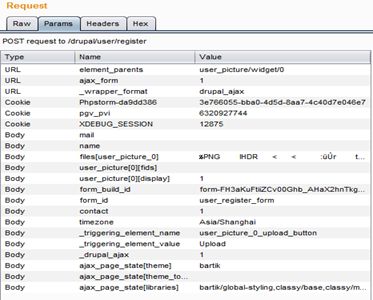 Request
Raw Params Headers Hex
POST request to /drupal/user/register
Type Name Value
URL element_parents user_picture/widget/0
URL ajax_form 1
URL _wrapper_format drupal_ajax
Cookie Phpstorm-da9dd386 3e766055-bba0-4d5d-8aa7-4c40d7e046e7
Cookie pgv_pvi 6320927744
Cookie XDEBUG_SESSION 12875
Body mail
Body name
Body files[user_picture_0] PNG IHDR < < :üÙr t...
Body user_picture[0][fids]
Body user_picture[0][display] 1
Body form_build_id form-FH3aKuFtiZCv00Ghb_AHaX2hnTkg...
Body form_id user_register_form
Body contact 1
Body timezone Asia/Shanghai
Body _triggering_element_name user_picture_0_upload_button
Body _triggering_element_value Upload
Body _drupal_ajax 1
Body ajax_page_state[theme] bartik
Body ajax_page_state[theme_to...
Body ajax_page_state[libraries] bartik/global-styling,classy/base,classy/m...